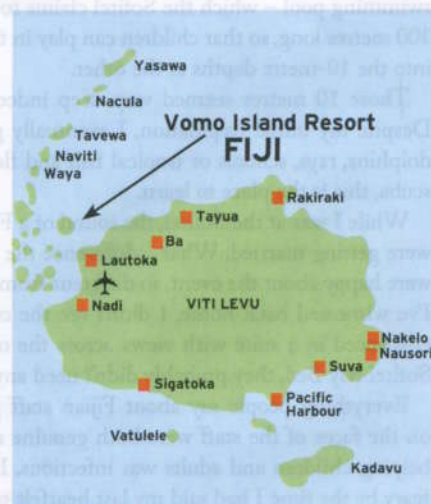 Yasawa
Nacula
Tavewa
Naviti
Waya
Vomo Island Resort
FIJI
Rakiraki
Tayua
Ba
Lautoka
Nadi
VITI LEVU
Nakelo
Nausori
Suva
Sigatoka
Pacific
Harbour
Vatulele
Kadavu